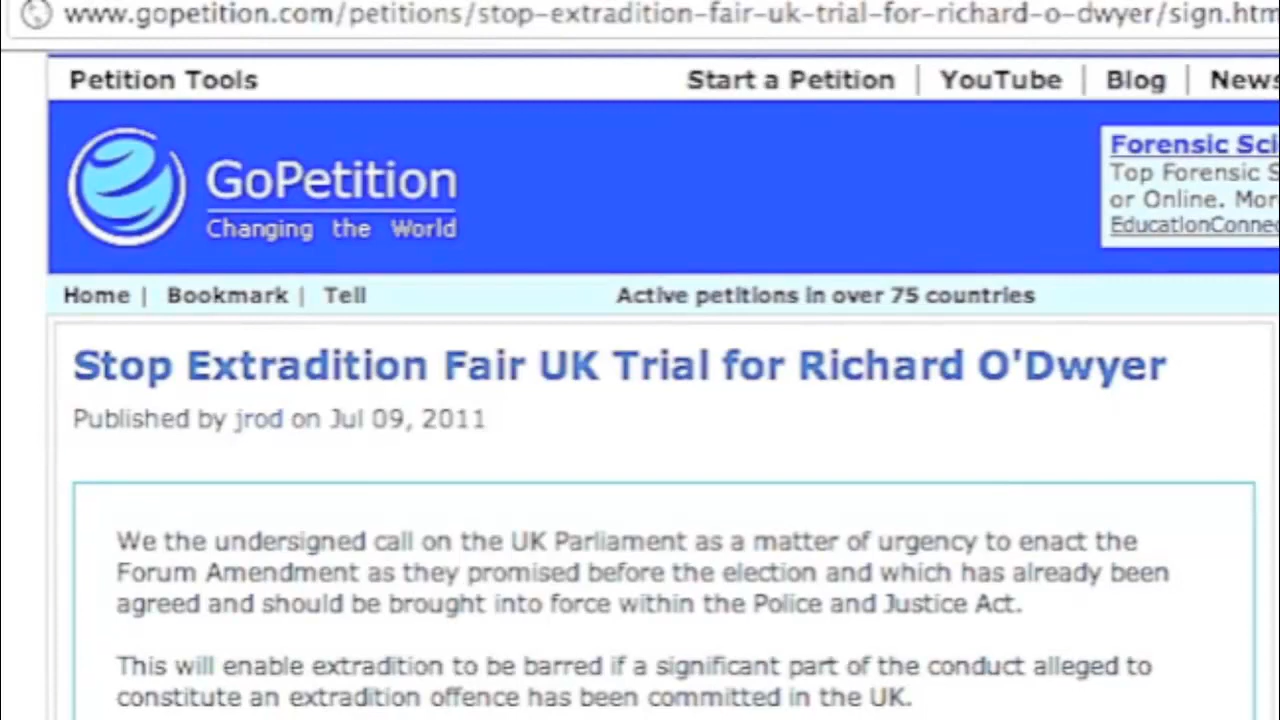 www.gopetition.com/petitions/stop-extradition-fair-uk-trial-for-richard-o-dwyer/sign.htm
Petition Tools
Start a Petition | YouTube | Blog | News
GoPetition
Changing the World
Forensic Sci
Top Forensic S
or Online. Mor
EducationConnec
Home | Bookmark | Tell
Active petitions in over 75 countries
Stop Extradition Fair UK Trial for Richard O'Dwyer
Published by jrod on Jul 09, 2011
We the undersigned call on the UK Parliament as a matter of urgency to enact the
Forum Amendment as they promised before the election and which has already been
agreed and should be brought into force within the Police and Justice Act.
This will enable extradition to be barred if a significant part of the conduct alleged to
constitute an extradition offence has been committed in the UK.